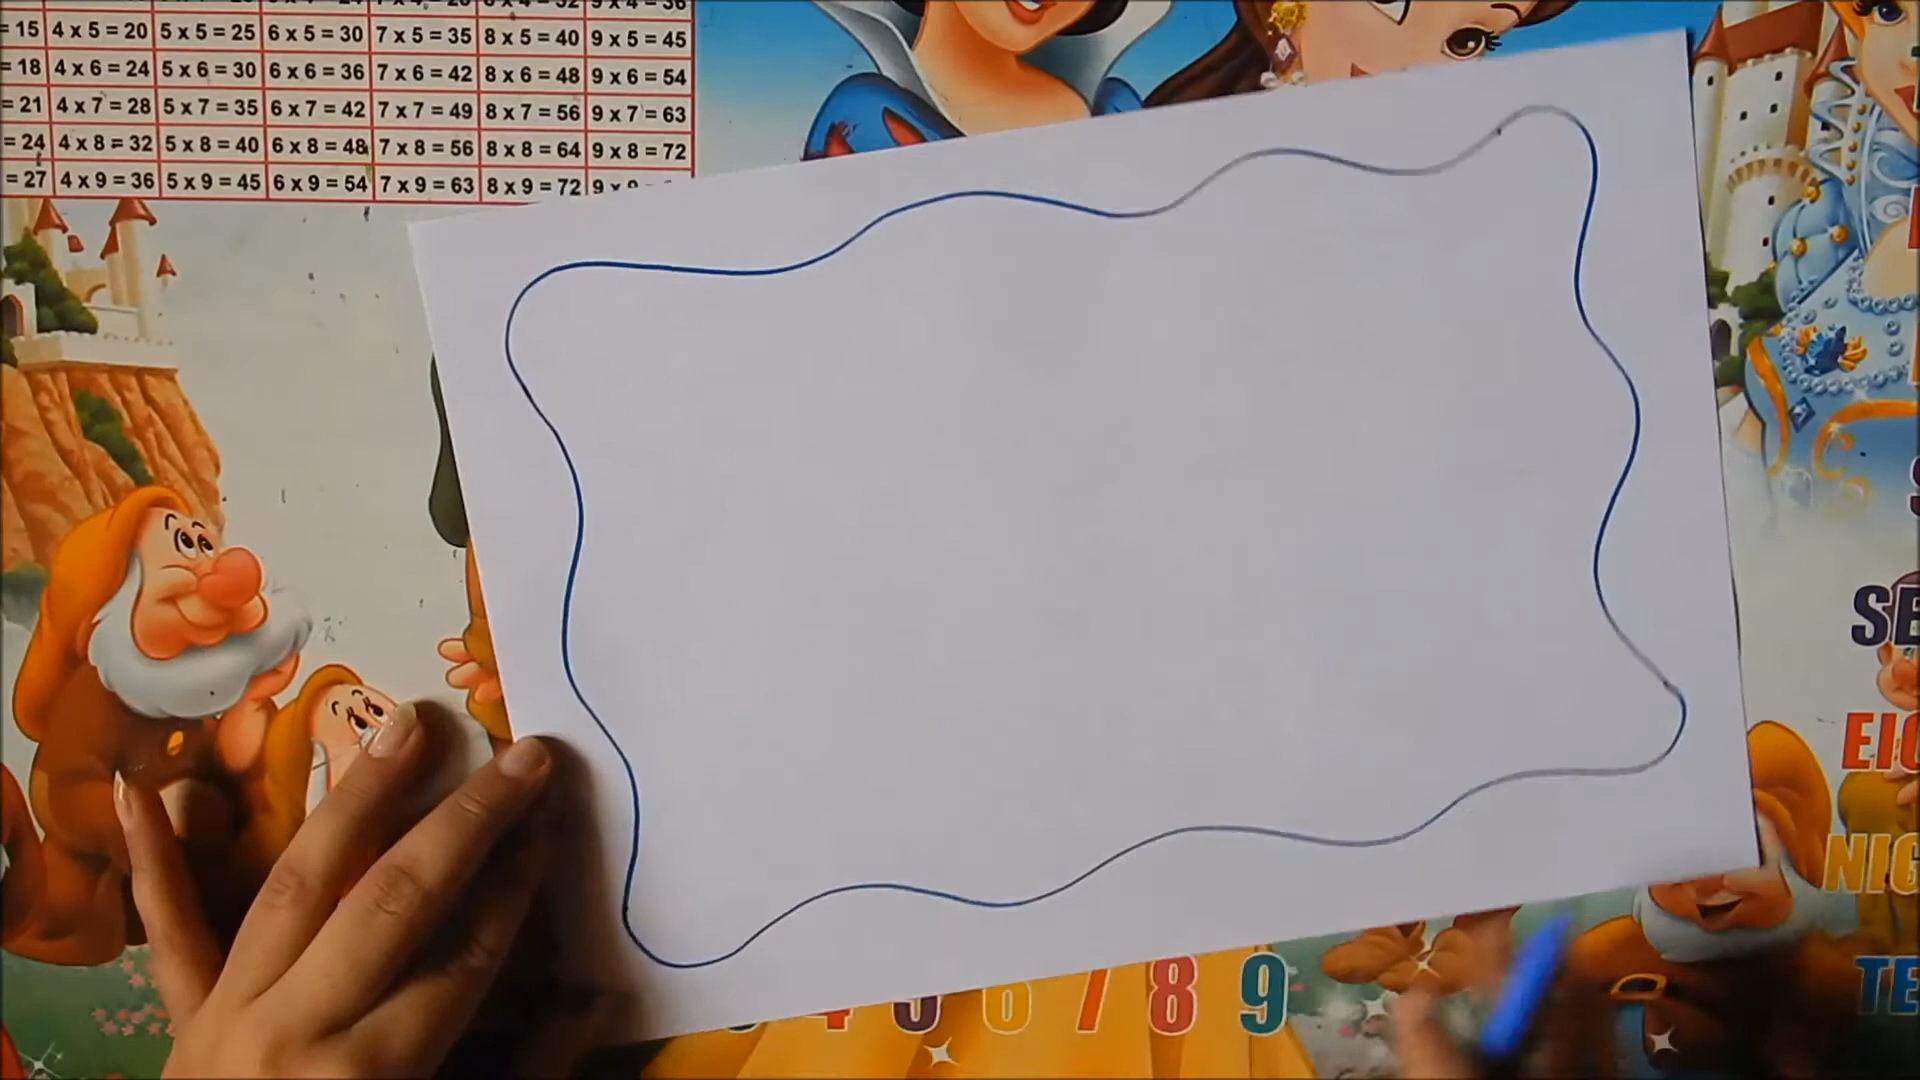 = 15 4 x 5 = 20 5 x 5 = 25 6 x 5 = 30 7 x 5 = 35 8 x 5 = 40 9 x 5 = 45
= 18 4 x 6 = 24 5 x 6 = 30 6 x 6 = 36 7 x 6 = 42 8 x 6 = 48 9 x 6 = 54
= 21 4 x 7 = 28 5 x 7 = 35 6 x 7 = 42 7 x 7 = 49 8 x 7 = 56 9 x 7 = 63
= 24 4 x 8 = 32 5 x 8 = 40 6 x 8 = 48 7 x 8 = 56 8 x 8 = 64 9 x 8 = 72
= 27 4 x 9 = 36 5 x 9 = 45 6 x 9 = 54 7 x 9 = 63 8 x 9 = 72
SE
EIG
NIG
TE
4 5 6 7 8 9